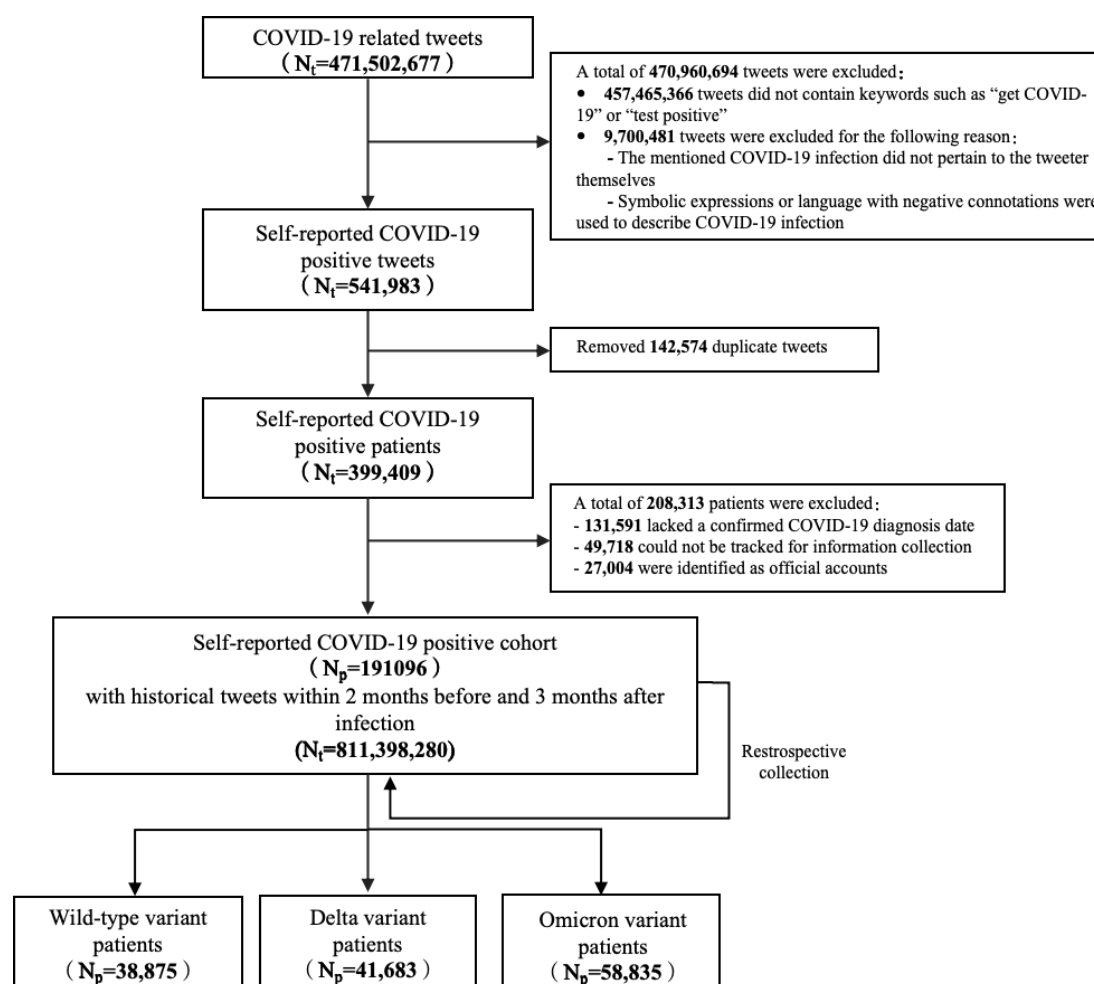 COVID-19 related tweets
（Nt=471,502,677）
A total of 470,960,694 tweets were excluded：
• 457,465,366 tweets did not contain keywords such as “get COVID-
19” or “test positive”
• 9,700,481 tweets were excluded for the following reason：
- The mentioned COVID-19 infection did not pertain to the tweeter
themselves
- Symbolic expressions or language with negative connotations were
used to describe COVID-19 infection
Self-reported COVID-19
positive tweets
（Nt=541,983）
Removed 142,574 duplicate tweets
Self-reported COVID-19
positive patients
（Nt=399,409）
A total of 208,313 patients were excluded：
- 131,591 lacked a confirmed COVID-19 diagnosis date
- 49,718 could not be tracked for information collection
- 27,004 were identified as official accounts
Self-reported COVID-19 positive cohort
（Np=191096）
with historical tweets within 2 months before and 3 months after
infection
(Nt=811,398,280)
Restrospective
collection
Wild-type variant
patients
（Np=38,875）
Delta variant
patients
（Np=41,683）
Omicron variant
patients
（Np=58,835）